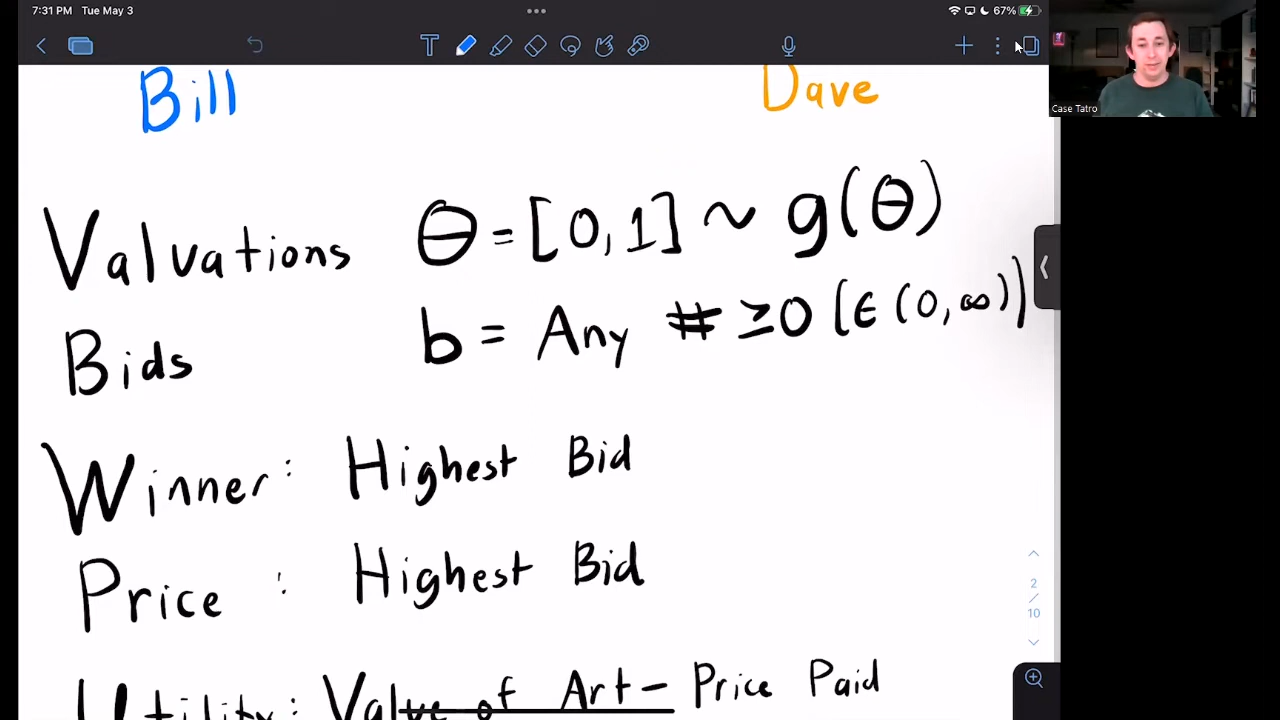 7:31 PM Tue May 3
67%
Case Tatro
Bill Dave
Valuations θ = [0,1] ~ g(θ)
Bids b = Any # ≥0 (∈ (0,∞))
Winner: Highest Bid
Price: Highest Bid
2
/
10
Utility: Value of Art – Price Paid